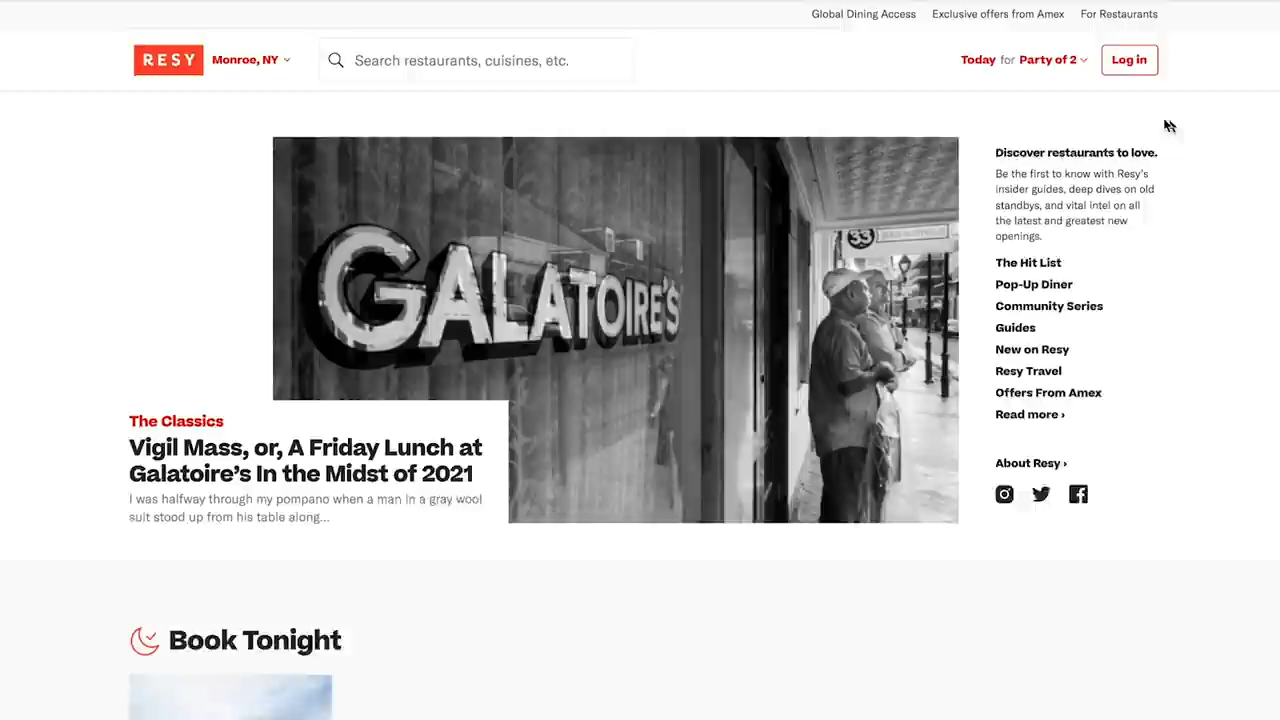 Global Dining Access Exclusive offers from Amex For Restaurants
RESY Monroe, NY Search restaurants, cuisines, etc. Today for Party of 2 Log in
GALATOIRE'S
33
The Classics
Vigil Mass, or, A Friday Lunch at
Galatoire's In the Midst of 2021
I was halfway through my pompano when a man in a gray wool
suit stood up from his table along...
Discover restaurants to love.
Be the first to know with Resy's
insider guides, deep dives on old
standbys, and vital intel on all
the latest and greatest new
openings.
The Hit List
Pop-Up Diner
Community Series
Guides
New on Resy
Resy Travel
Offers From Amex
Read more ›
About Resy ›
Book Tonight